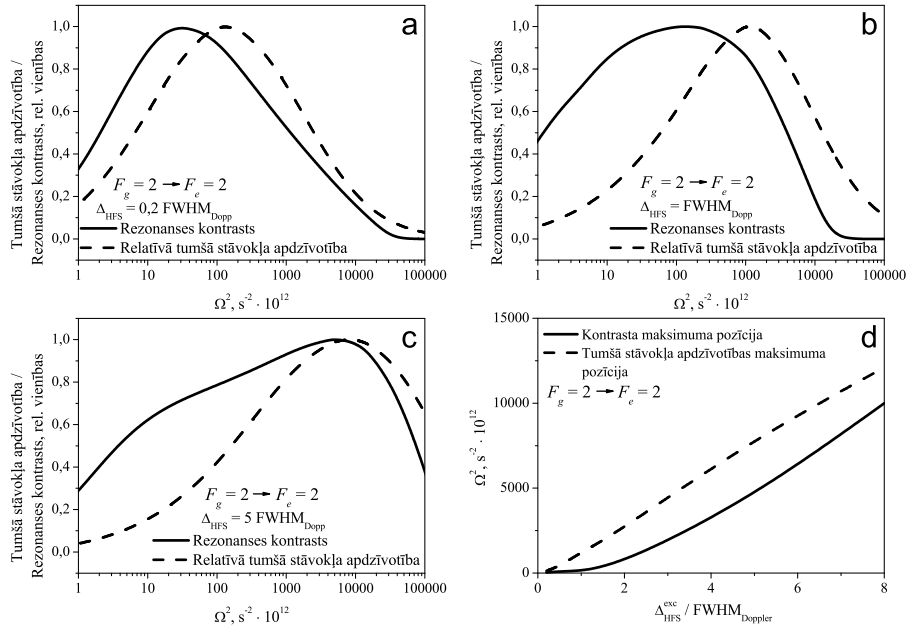 a
Tumšā stāvokļa apdzīvotība /
Rezonanses kontrasts, rel. vienības
1,0
0,8
0,6
0,4
0,2
0,0
F_g = 2 → F_e = 2
Δ_HFS = 0,2 FWHM_Dopp
Rezonanses kontrasts
Relatīvā tumšā stāvokļa apdzīvotība
1 10 100 1000 10000 100000
Ω², s⁻² · 10¹²
b
Tumšā stāvokļa apdzīvotība /
Rezonanses kontrasts, rel. vienības
1,0
0,8
0,6
0,4
0,2
0,0
F_g = 2 → F_e = 2
Δ_HFS = FWHM_Dopp
Rezonanses kontrasts
Relatīvā tumšā stāvokļa apdzīvotība
1 10 100 1000 10000 100000
Ω², s⁻² · 10¹²
c
Tumšā stāvokļa apdzīvotība /
Rezonanses kontrasts, rel. vienības
1,0
0,8
0,6
0,4
0,2
0,0
F_g = 2 → F_e = 2
Δ_HFS = 5 FWHM_Dopp
Rezonanses kontrasts
Relatīvā tumšā stāvokļa apdzīvotība
1 10 100 1000 10000 100000
Ω², s⁻² · 10¹²
d
Ω², s⁻² · 10¹²
15000
10000
5000
0
Kontrasta maksimuma pozīcija
Tumšā stāvokļa apdzīvotības maksimuma
pozīcija
F_g = 2 → F_e = 2
0 2 4 6 8
Δ_HFS^exc / FWHM_Doppler